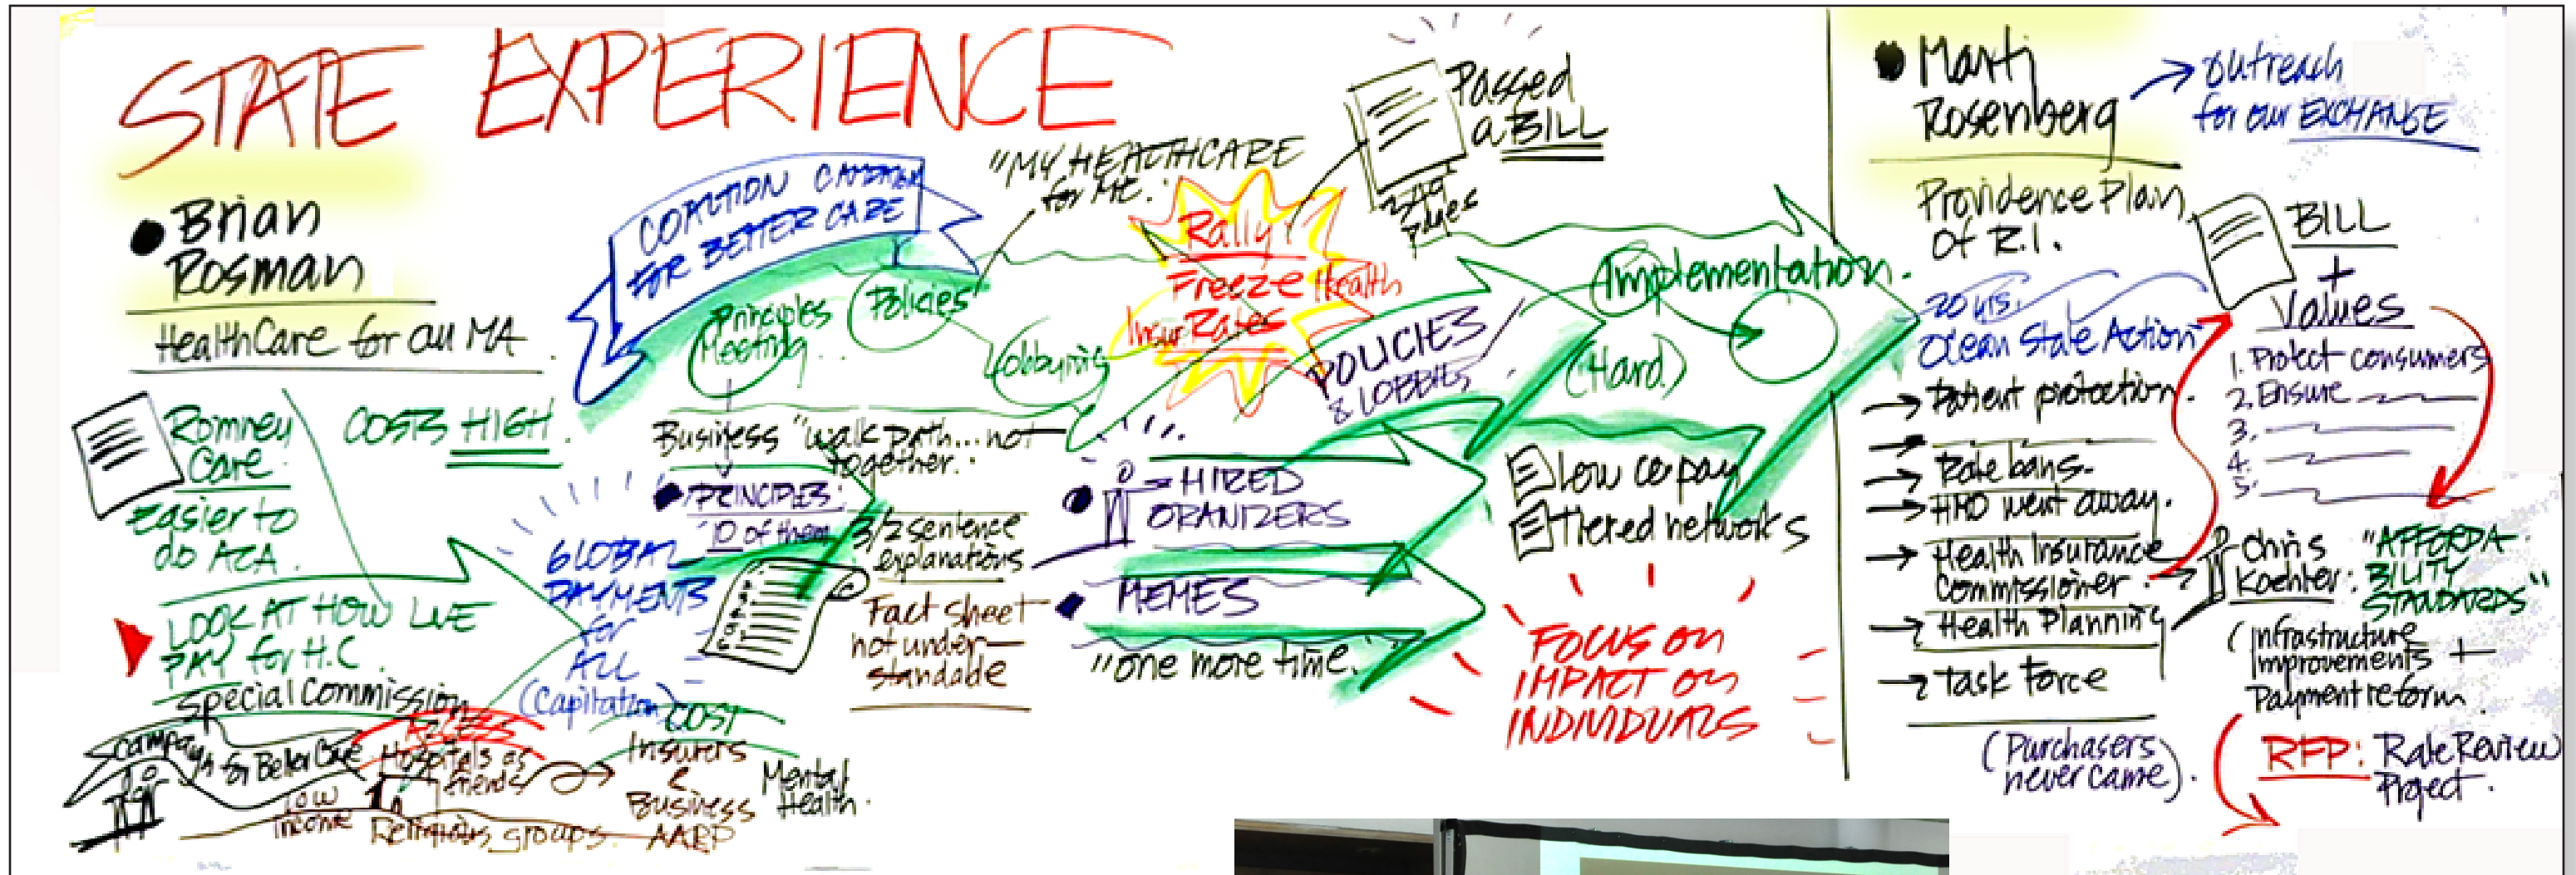 STATE EXPERIENCE
Brian
Rosman
HealthCare for all MA
Romney
Care
easier to
do ACA.
COSTS HIGH.
LOOK AT HOW WE
PAY for H.C.
Special Commission
Campaign for Better Care
ACCESS
Hospitals as
friends
low
income
Religious groups.
COST
Insurers
&
Business
AARP
Mental
Health.
GLOBAL
PAYMENTS
for
ALL
(Capitation)
COALITION CAMPAIGN
FOR BETTER CARE
Principles
Meeting...
Policies
Lobbying
"MY HEALTHCARE
for ME."
Business "walk path...not
together."
PRINCIPLES:
10 of them
3/2 sentence
explanations
Fact sheet
not under-
standable
Rally
Freeze Health
Insur Rates
Passed
a BILL
349
pages
POLICIES
& LOBBIES
HIRED
ORANIZERS
MEMES
"one more time."
Implementation.
(Hard)
Low copay
Tiered networks
FOCUS ON
IMPACT ON
INDIVIDUALS
Marti
Rosenberg
outreach
for our EXCHANGE
Providence Plan
Of R.I.
20 yrs.
Ocean State Action
Patient protection.
Rate bans.
HMO went away.
Health Insurance
Commissioner.
Health Planning
Task Force
(Purchasers
never came).
BILL
+
Values
1. Protect consumers
2. Ensure
3.
4.
5.
Chris
Koehler:
"AFFORDA-
BILITY
STANDARDS"
(Infrastructure
Improvements +
Payment reform.
RFP: Rate Review
Project.